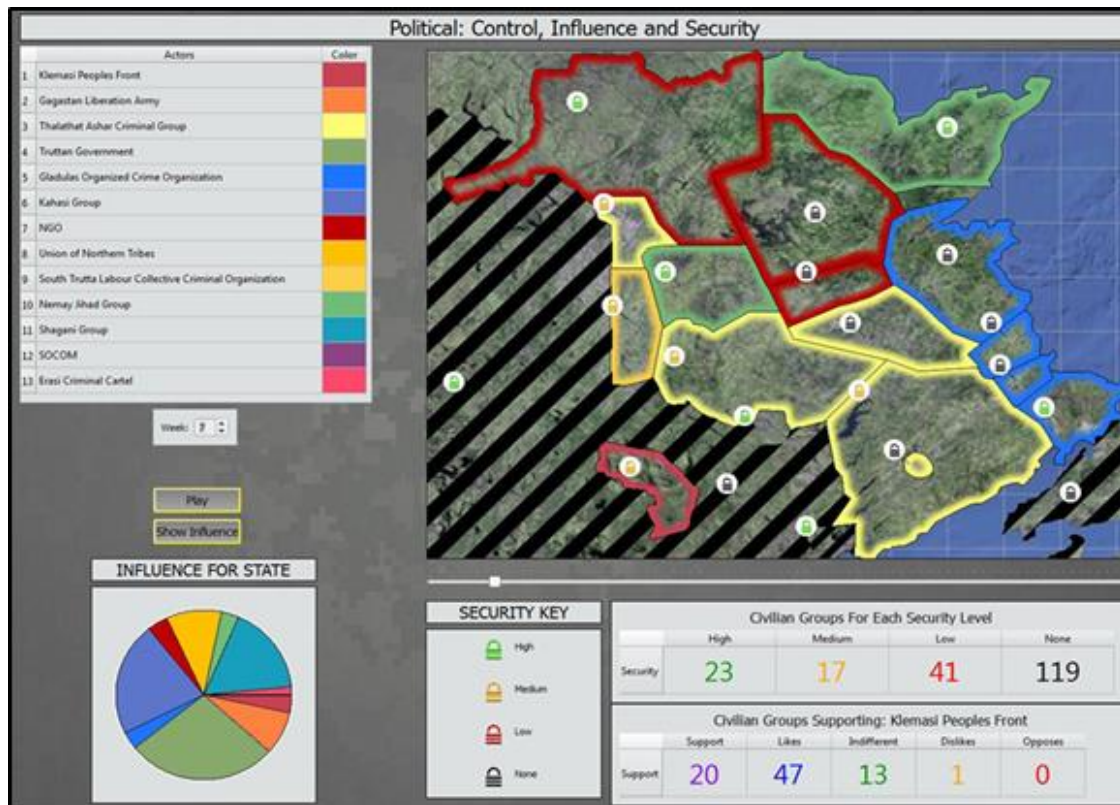 Political: Control, Influence and Security
Actors Color
1 Klemasi Peoples Front
2 Gagastan Liberation Army
3 Thalathat Ashar Criminal Group
4 Truttan Government
5 Gladulas Organized Crime Organization
6 Kahasi Group
7 NGO
8 Union of Northern Tribes
9 South Trutta Labour Collective Criminal Organization
10 Nemay Jihad Group
11 Shagani Group
12 SOCOM
13 Erasi Criminal Cartel
Week: 7
Play
Show Influence
INFLUENCE FOR STATE
SECURITY KEY
High
Medium
Low
None
Civilian Groups For Each Security Level
High Medium Low None
Security 23 17 41 119
Civilian Groups Supporting: Klemasi Peoples Front
Support Likes Indifferent Dislikes Opposes
Support 20 47 13 1 0